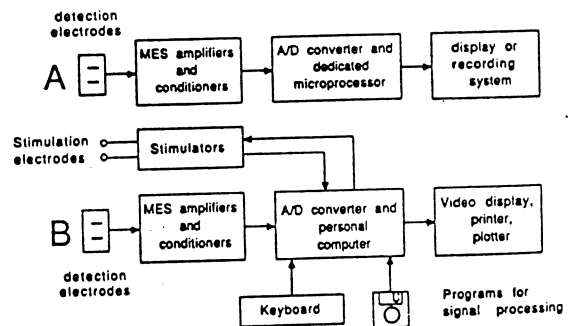 detection
electrodes
A
MES amplifiers
and
conditioners
A/D converter and
dedicated
microprocessor
display or
recording
system
Stimulation
electrodes
Stimulators
B
MES amplifiers
and
conditioners
A/D converter and
personal
computer
Video display,
printer,
plotter
detection
electrodes
Keyboard
Programs for
signal processing